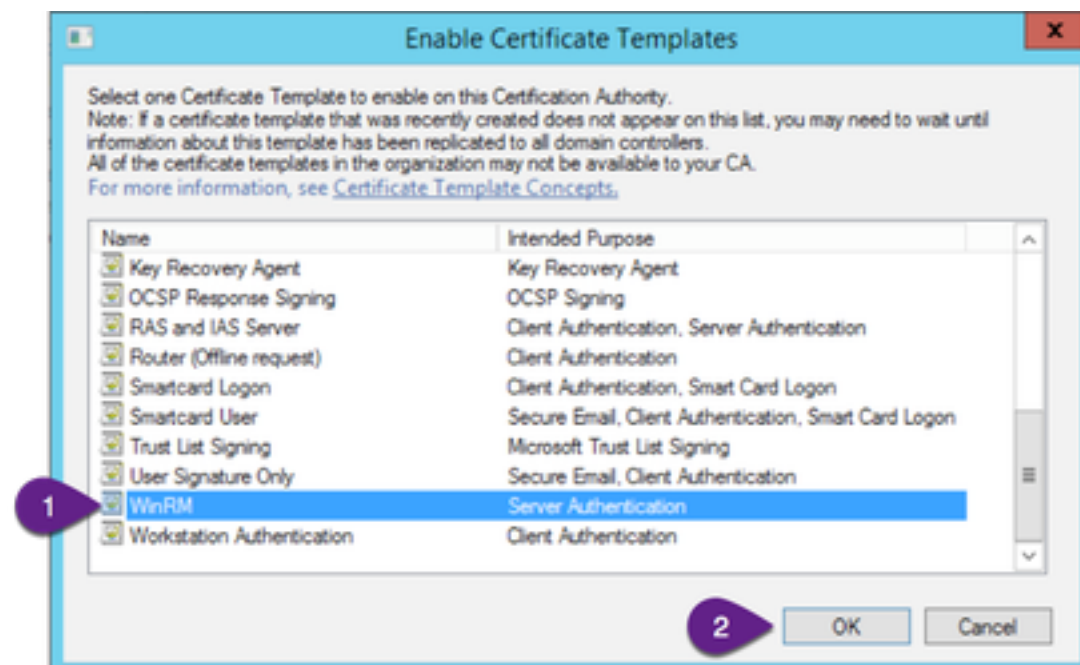 Enable Certificate Templates
x
Select one Certificate Template to enable on this Certification Authority.
Note: If a certificate template that was recently created does not appear on this list, you may need to wait until
information about this template has been replicated to all domain controllers.
All of the certificate templates in the organization may not be available to your CA.
For more information, see Certificate Template Concepts.
Name Intended Purpose
Key Recovery Agent Key Recovery Agent
OCSP Response Signing OCSP Signing
RAS and IAS Server Client Authentication, Server Authentication
Router (Offline request) Client Authentication
Smartcard Logon Client Authentication, Smart Card Logon
Smartcard User Secure Email, Client Authentication, Smart Card Logon
Trust List Signing Microsoft Trust List Signing
User Signature Only Secure Email, Client Authentication
1 WinRM Server Authentication
Workstation Authentication Client Authentication
2 OK Cancel